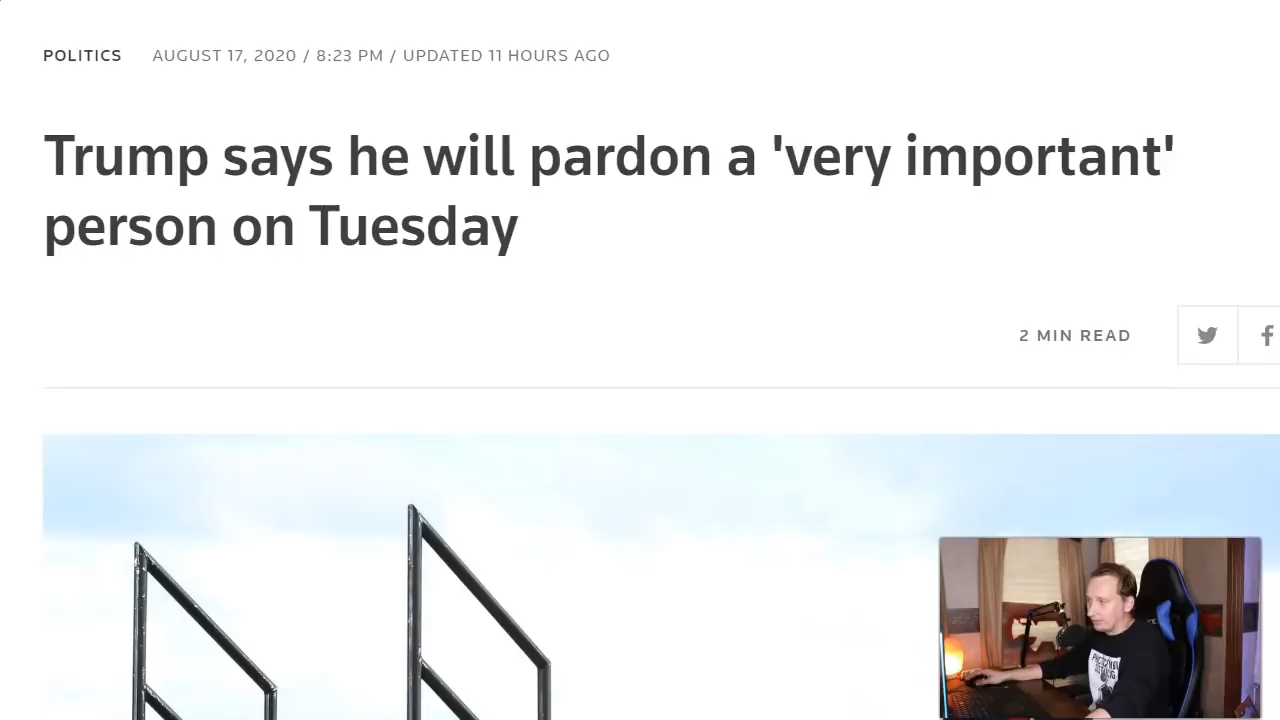 POLITICS AUGUST 17, 2020 / 8:23 PM / UPDATED 11 HOURS AGO
Trump says he will pardon a 'very important'
person on Tuesday
2 MIN READ